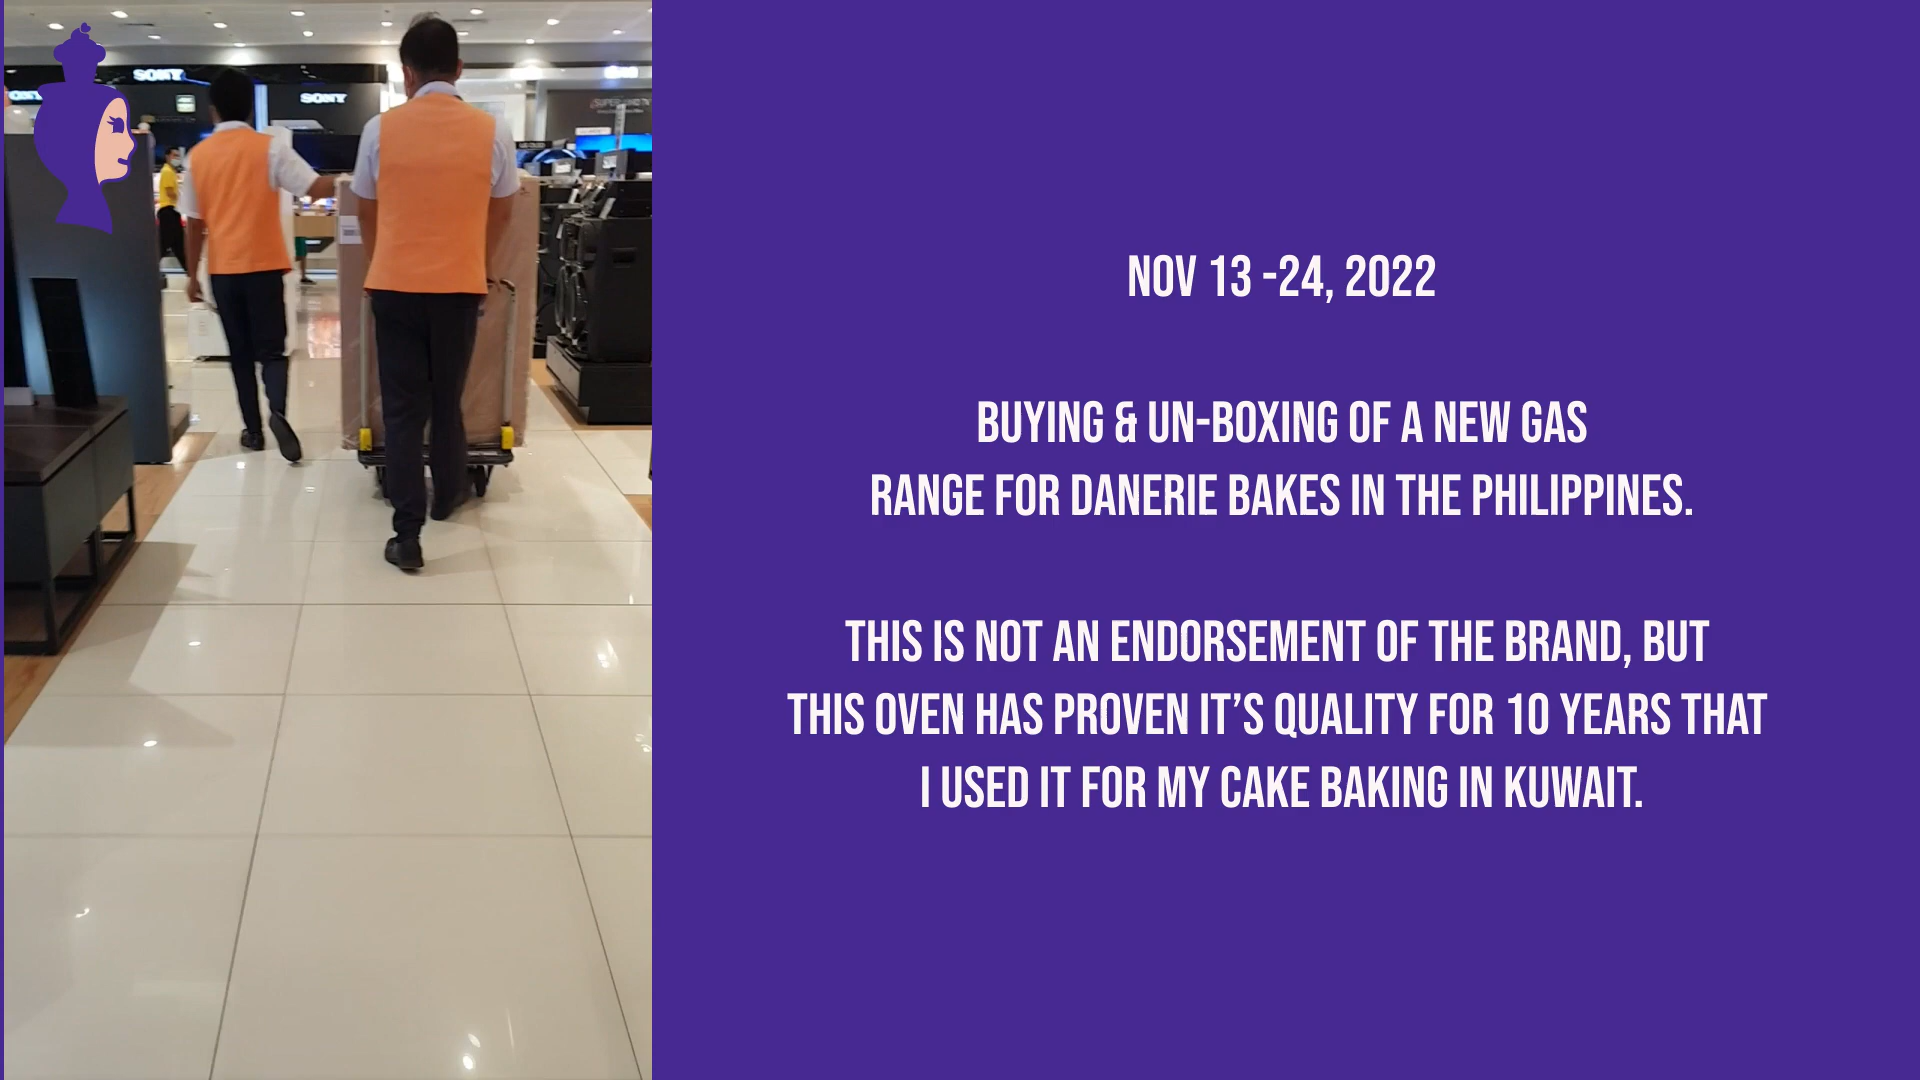 SONY
SONY
NOV 13 -24, 2022
BUYING & UN-BOXING OF A NEW GAS
RANGE FOR DANERIE BAKES IN THE PHILIPPINES.
THIS IS NOT AN ENDORSEMENT OF THE BRAND, BUT
THIS OVEN HAS PROVEN IT’S QUALITY FOR 10 YEARS THAT
I USED IT FOR MY CAKE BAKING IN KUWAIT.